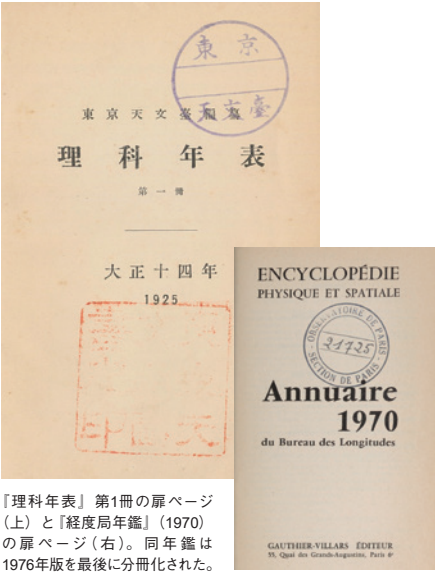 東京
天文臺
東京天文臺編纂
理科年表
第一冊
大正十四年
1925
ENCYCLOPÉDIE
PHYSIQUE ET SPATIALE
OBSERVATOIRE DE PARIS
21725
SECTION DE PARIS
Annuaire
1970
du Bureau des Longitudes
GAUTHIER-VILLARS ÉDITEUR
55, Quai des Grands-Augustins, Paris 6e
『理科年表』第1冊の扉ページ
（上）と『経度局年鑑』（1970）
の扉ページ（右）。同年鑑は
1976年版を最後に分冊化された。